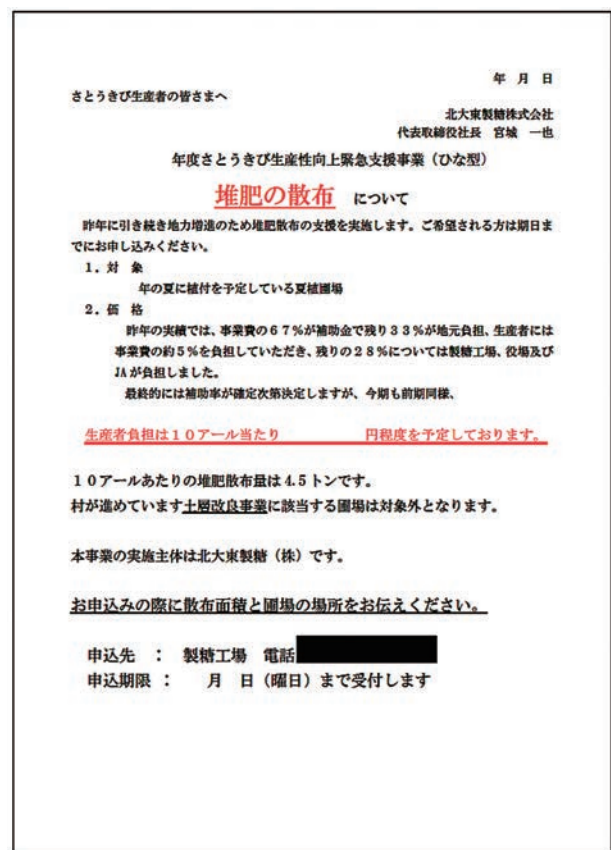 年 月 日
さとうきび生産者の皆さまへ
北大東製糖株式会社
代表取締役社長 宮城 一也
年度さとうきび生産性向上緊急支援事業(ひな型)
堆肥の散布 について
昨年に引き続き地力増進のため堆肥散布の支援を実施します。ご希望される方は期日ま
でにお申し込みください。
1.対 象
年の夏に植付を予定している夏植圃場
2.価 格
昨年の実績では、事業費の67%が補助金で残り33%が地元負担、生産者には
事業費の約5%を負担していただき、残りの28%については製糖工場、役場及び
JAが負担しました。
最終的には補助率が確定次第決定しますが、今期も前期同様、
生産者負担は10アール当たり 円程度を予定しております。
10アールあたりの堆肥散布量は4.5トンです。
村が進めています土層改良事業に該当する圃場は対象外となります。
本事業の実施主体は北大東製糖(株)です。
お申込みの際に散布面積と圃場の場所をお伝えください。
申込先 : 製糖工場 電話
申込期限 : 月 日(曜日)まで受付します